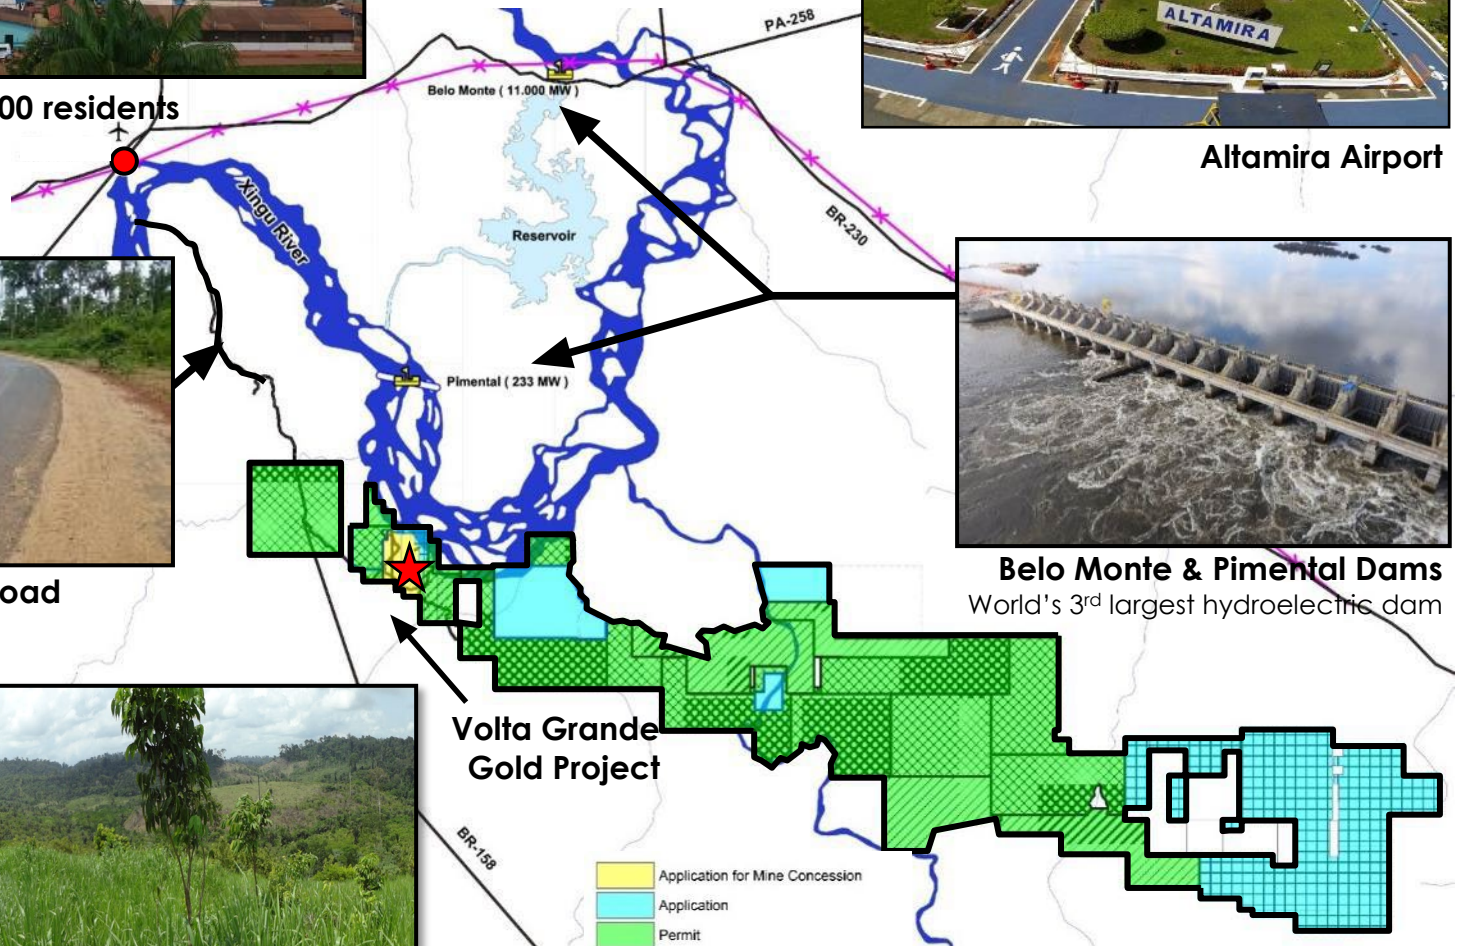 PA-258
ALTAMIRA
Belo Monte ( 11.000 MW )
00 residents
Altamira Airport
Xingu River
Reservoir
BR-230
Pimental ( 233 MW )
Belo Monte & Pimental Dams
World's 3rd largest hydroelectric dam
oad
Volta Grande
Gold Project
BR-158
Application for Mine Concession
Application
Permit